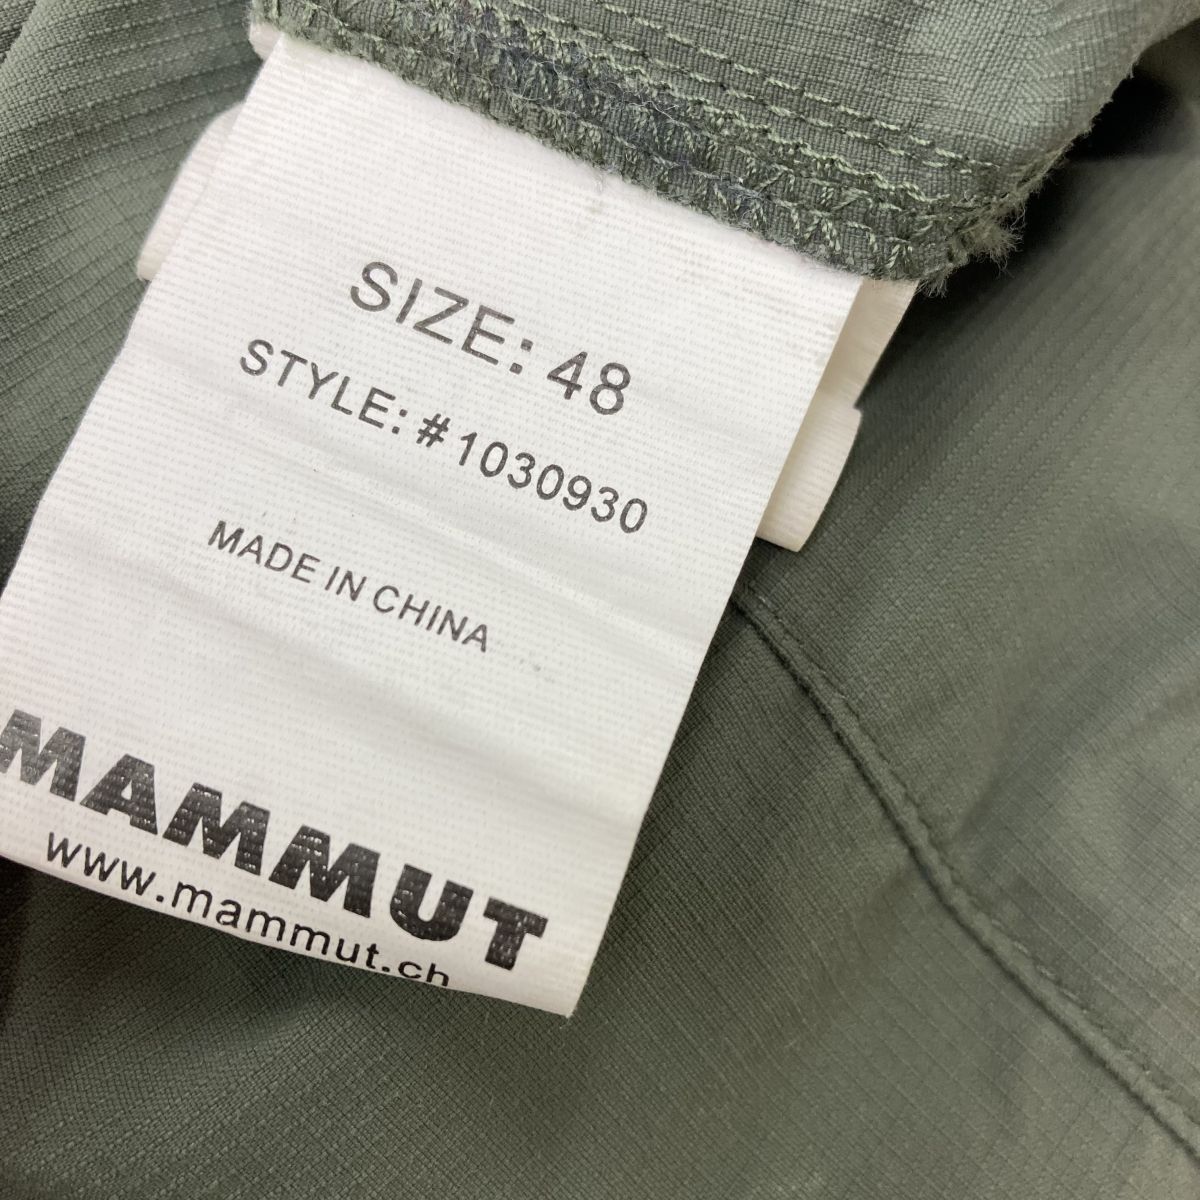 SIZE: 48
STYLE: #1030930
MADE IN CHINA
MAMMUT
www.mammut.ch